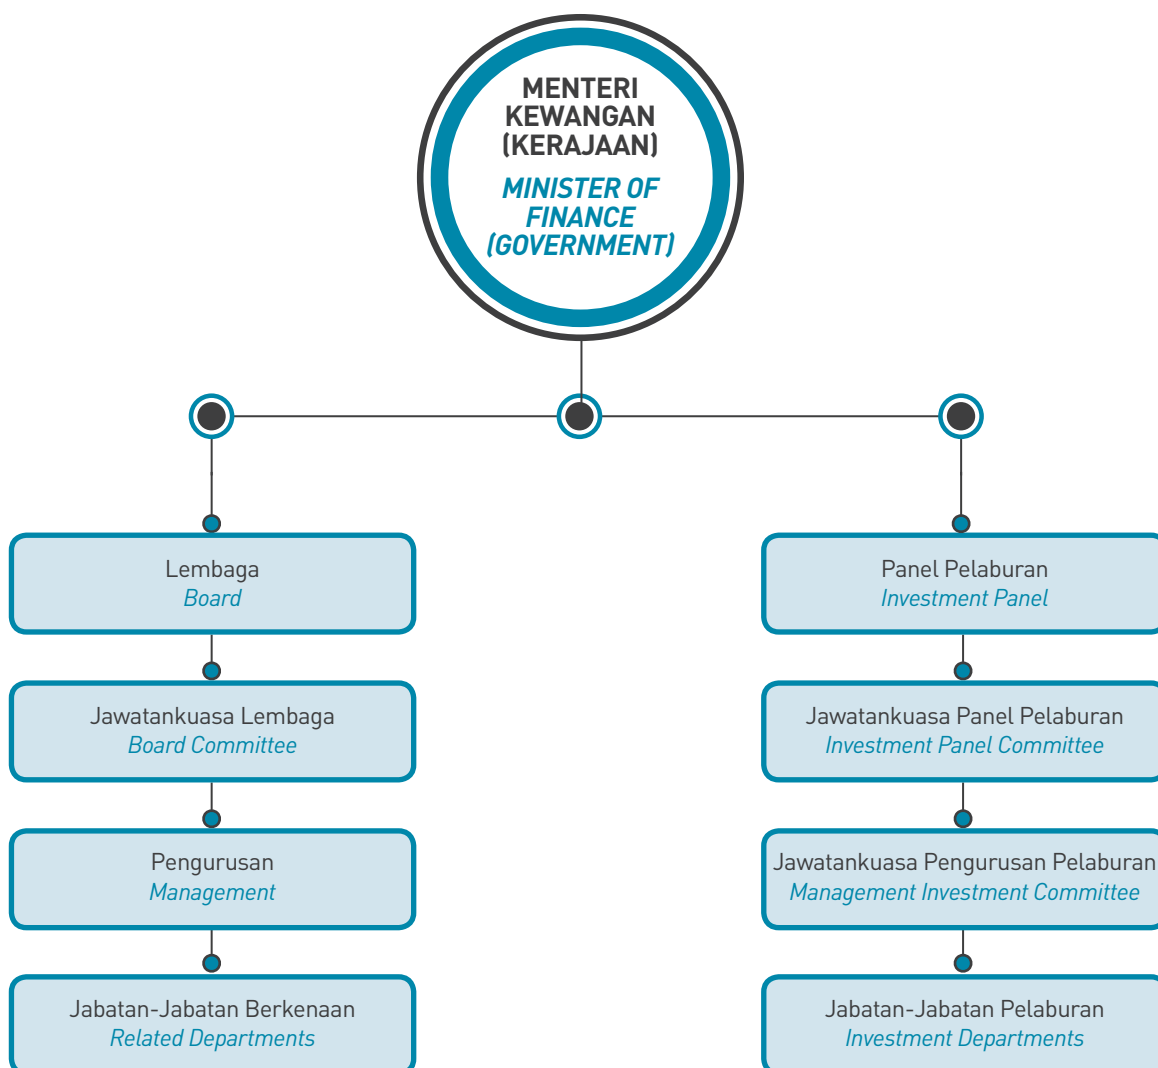 MENTERI
KEWANGAN
(KERAJAAN)
MINISTER OF
FINANCE
(GOVERNMENT)
Lembaga
Board
Jawatankuasa Lembaga
Board Committee
Pengurusan
Management
Jabatan-Jabatan Berkenaan
Related Departments
Panel Pelaburan
Investment Panel
Jawatankuasa Panel Pelaburan
Investment Panel Committee
Jawatankuasa Pengurusan Pelaburan
Management Investment Committee
Jabatan-Jabatan Pelaburan
Investment Departments